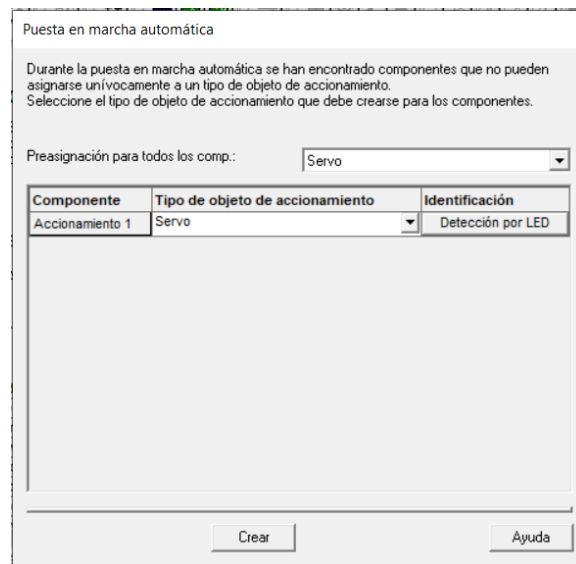 Puesta en marcha automática
Durante la puesta en marcha automática se han encontrado componentes que no pueden
asignarse unívocamente a un tipo de objeto de accionamiento.
Seleccione el tipo de objeto de accionamiento que debe crearse para los componentes.
Preasignación para todos los comp.: Servo
Componente Tipo de objeto de accionamiento Identificación
Accionamiento 1 Servo Detección por LED
Crear Ayuda